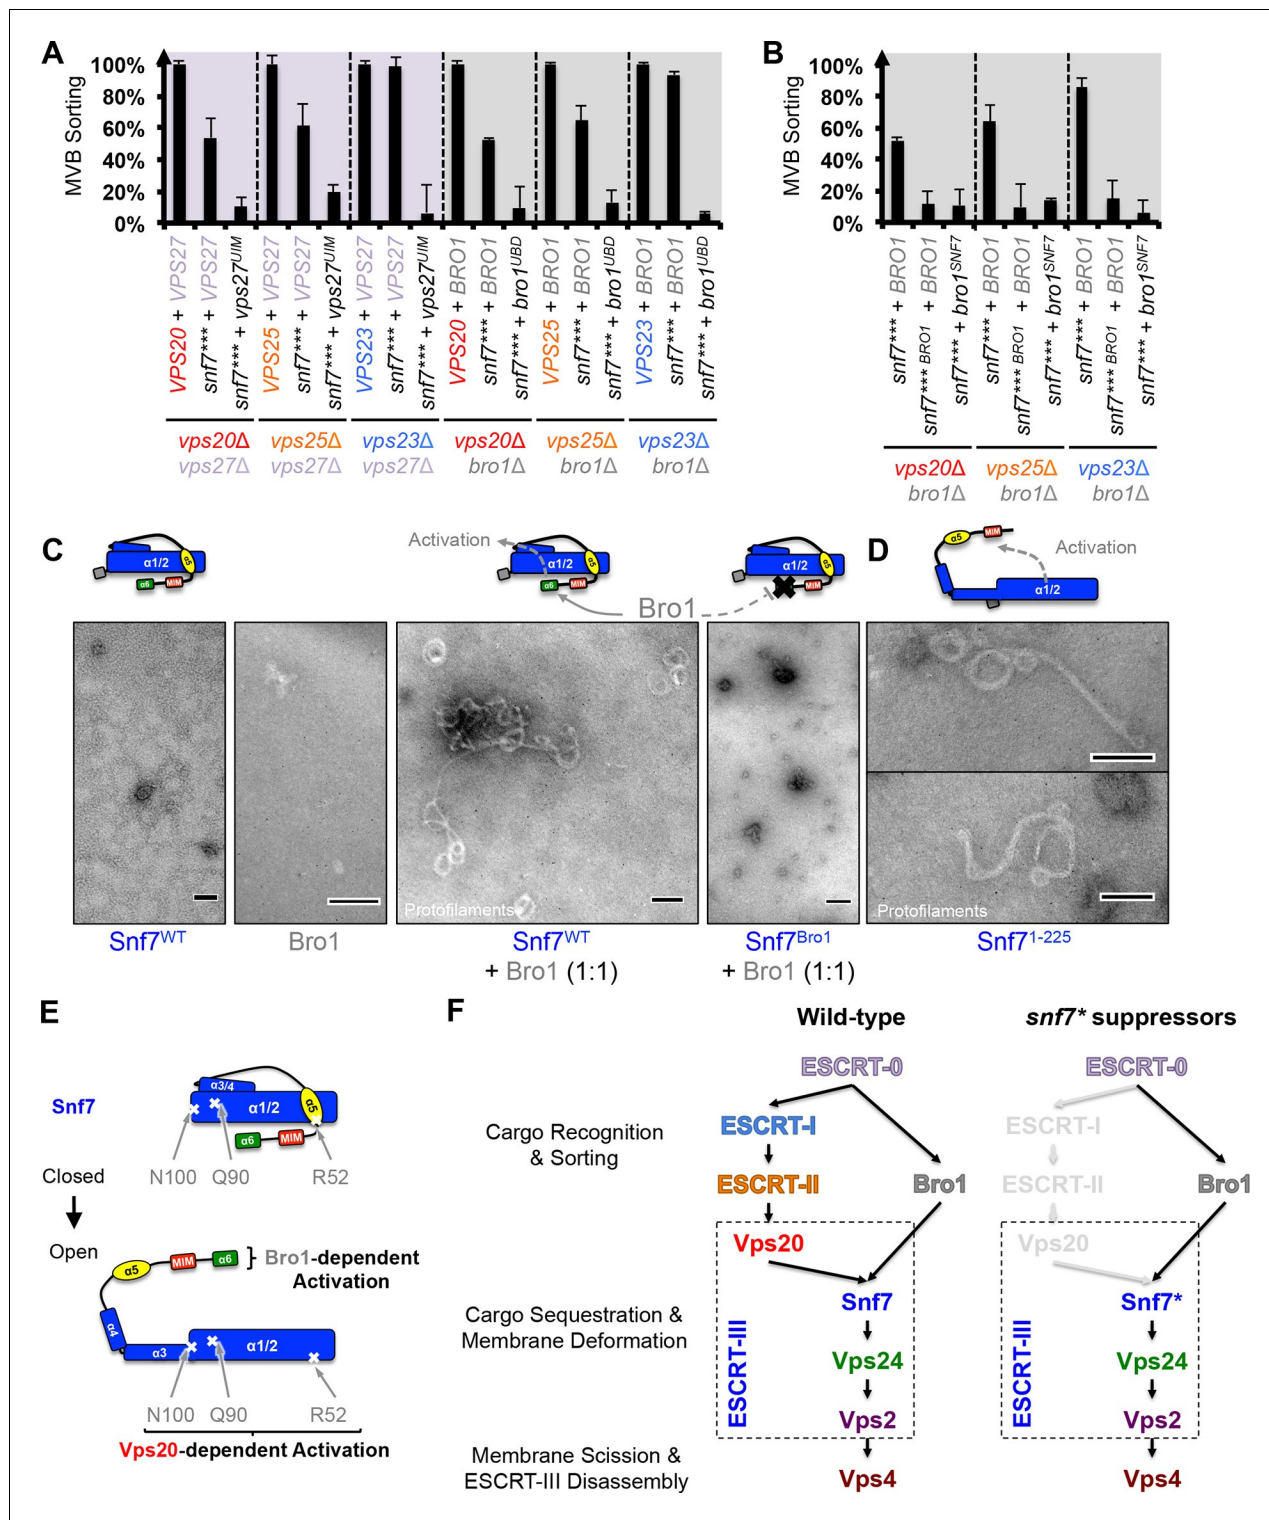 A
MVB Sorting
100%
80%
60%
40%
20%
0%
VPS20 + VPS27
snf7*** + VPS27
snf7*** + vps27UIM
VPS25 + VPS27
snf7*** + VPS27
snf7*** + vps27UIM
VPS23 + VPS27
snf7*** + VPS27
snf7*** + vps27UIM
VPS20 + BRO1
snf7*** + BRO1
snf7*** + bro1UBD
VPS25 + BRO1
snf7*** + BRO1
snf7*** + bro1UBD
VPS23 + BRO1
snf7*** + BRO1
snf7*** + bro1UBD
vps20Δ vps25Δ vps23Δ vps20Δ vps25Δ vps23Δ
vps27Δ vps27Δ vps27Δ bro1Δ bro1Δ bro1Δ
B
MVB Sorting
100%
80%
60%
40%
20%
0%
snf7*** + BRO1
snf7*** BRO1 + BRO1
snf7*** + bro1SNF7
snf7*** + BRO1
snf7*** BRO1 + BRO1
snf7*** + bro1SNF7
snf7*** + BRO1
snf7*** BRO1 + BRO1
snf7*** + bro1SNF7
vps20Δ vps25Δ vps23Δ
bro1Δ bro1Δ bro1Δ
C
α1/2
α5
α6
MIM
Activation
α1/2
α5
α6
MIM
Bro1
α1/2
α5
MIM
D
α5
MIM
Activation
α1/2
Protofilaments
Protofilaments
Snf7WT
Bro1
Snf7WT
+ Bro1 (1:1)
Snf7Bro1
+ Bro1 (1:1)
Snf71-225
E
Snf7
α3/4
α1/2
α5
α6
MIM
N100
Q90
R52
Closed
Open
α5
MIM
α6
Bro1-dependent
Activation
α4
α3
α1/2
N100
Q90
R52
Vps20-dependent Activation
F
Wild-type
snf7* suppressors
Cargo Recognition
& Sorting
Cargo Sequestration &
Membrane Deformation
Membrane Scission &
ESCRT-III Disassembly
ESCRT-0
ESCRT-I
ESCRT-II
Bro1
Vps20
Snf7
Vps24
Vps2
ESCRT-III
Vps4
ESCRT-0
ESCRT-I
ESCRT-II
Bro1
Vps20
Snf7*
Vps24
Vps2
ESCRT-III
Vps4